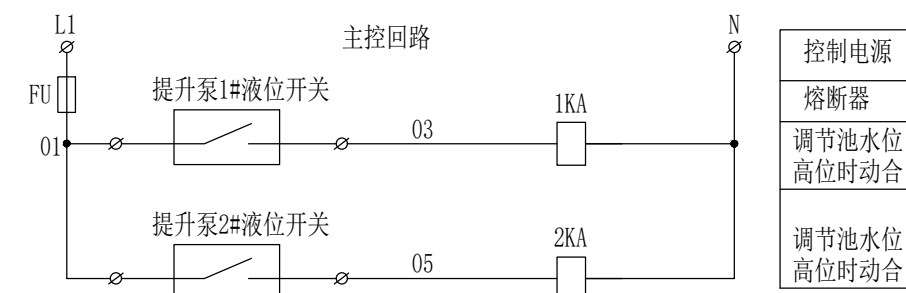 L1
主控回路
N
控制电源
FU
提升泵1#液位开关
1KA
熔断器
01
03
调节池水位
高位时动合
提升泵2#液位开关
2KA
05
调节池水位
高位时动合